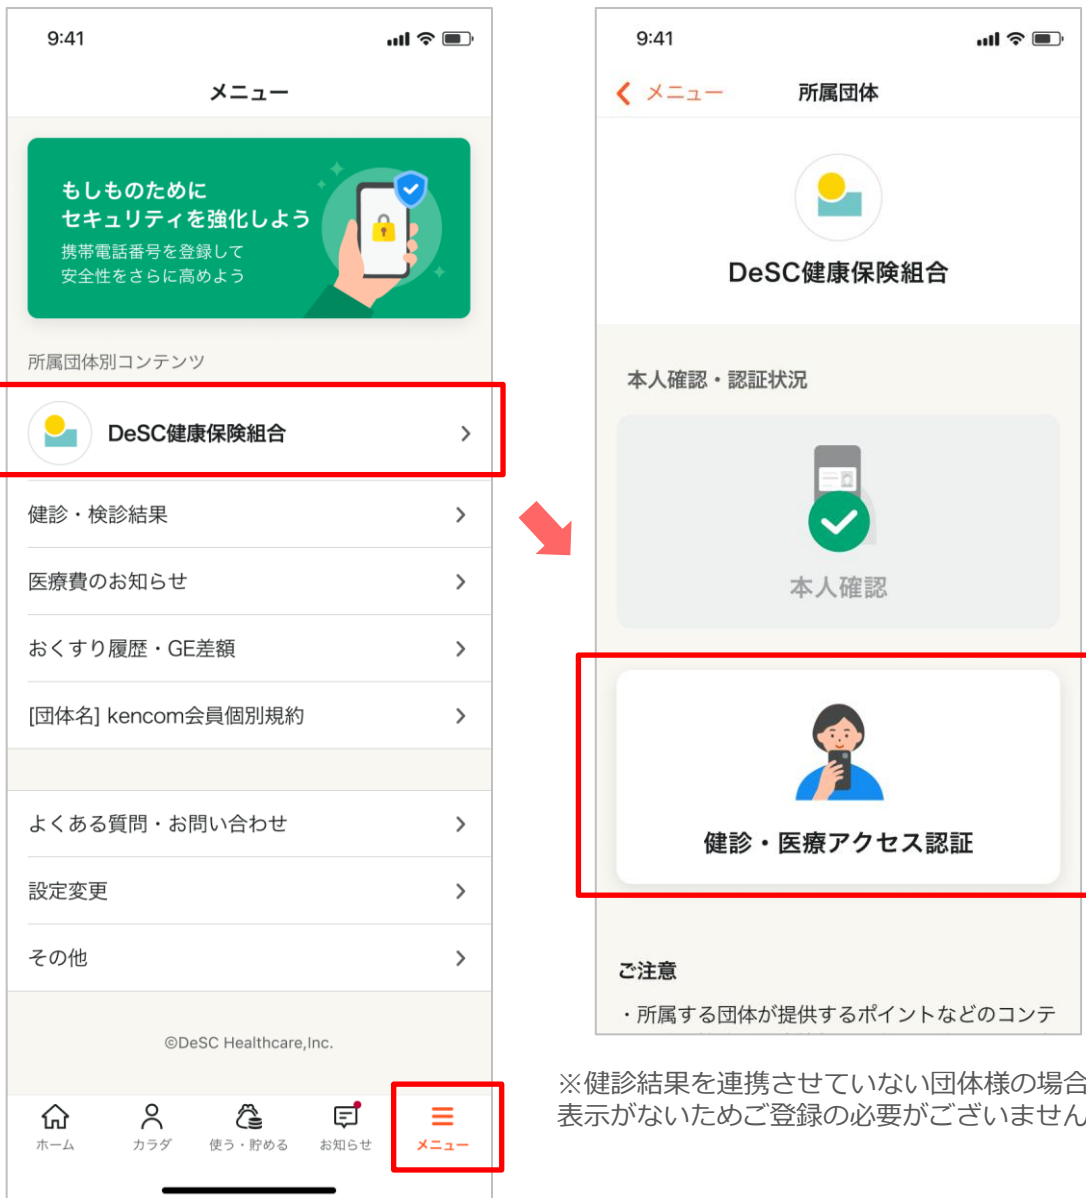 9:41
メニュー
もしものために
セキュリティを強化しよう
携帯電話番号を登録して
安全性をさらに高めよう
所属団体別コンテンツ
DeSC健康保険組合
健診・検診結果
医療費のお知らせ
おくすり履歴・GE差額
[団体名] kencom会員個別規約
よくある質問・お問い合わせ
設定変更
その他
©DeSC Healthcare,Inc.
ホーム
カラダ
使う・貯める
お知らせ
メニュー
9:41
メニュー
所属団体
DeSC健康保険組合
本人確認・認証状況
本人確認
健診・医療アクセス認証
ご注意
・所属する団体が提供するポイントなどのコンテ
※健診結果を連携させていない団体様の場合
表示がないためご登録の必要がございません